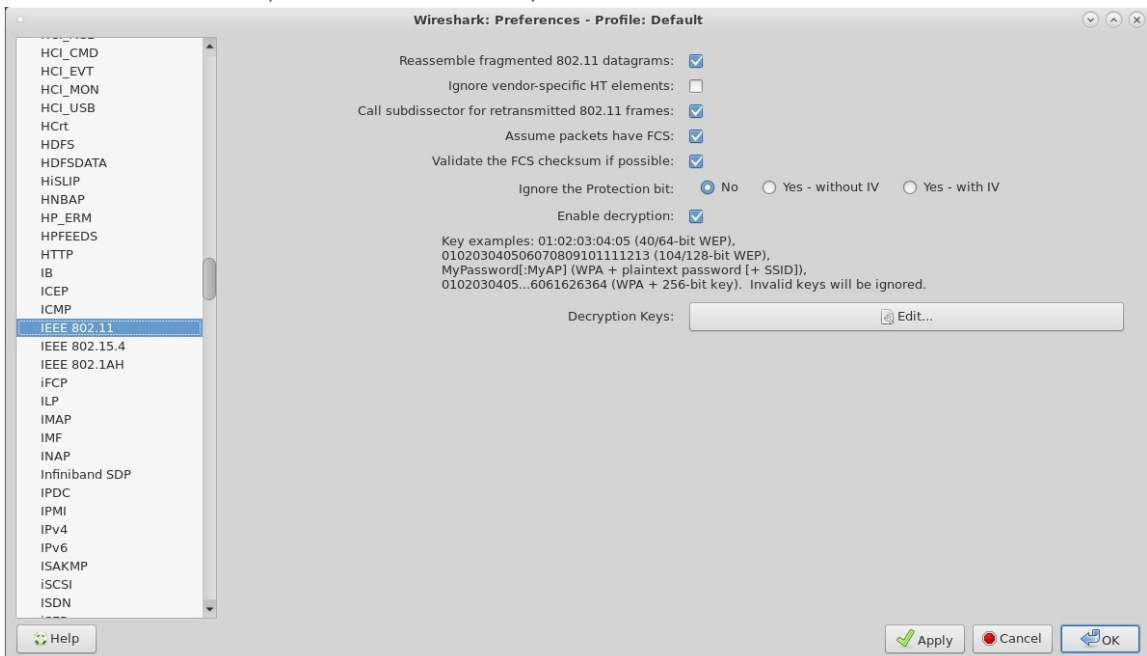 Wireshark: Preferences - Profile: Default
HCI_CMD
HCI_EVT
HCI_MON
HCI_USB
HCrt
HDFS
HDFSDATA
HiSLIP
HNBAP
HP_ERM
HPFEEDS
HTTP
IB
ICEP
ICMP
IEEE 802.11
IEEE 802.15.4
IEEE 802.1AH
iFCP
ILP
IMAP
IMF
INAP
Infiniband SDP
IPDC
IPMI
IPv4
IPv6
ISAKMP
iSCSI
ISDN
Reassemble fragmented 802.11 datagrams:
Ignore vendor-specific HT elements:
Call subdissector for retransmitted 802.11 frames:
Assume packets have FCS:
Validate the FCS checksum if possible:
Ignore the Protection bit: No Yes - without IV Yes - with IV
Enable decryption:
Key examples: 01:02:03:04:05 (40/64-bit WEP),
010203040506070809101111213 (104/128-bit WEP),
MyPassword[:MyAP] (WPA + plaintext password [+ SSID]),
0102030405...6061626364 (WPA + 256-bit key). Invalid keys will be ignored.
Decryption Keys: Edit...
Help Apply Cancel OK